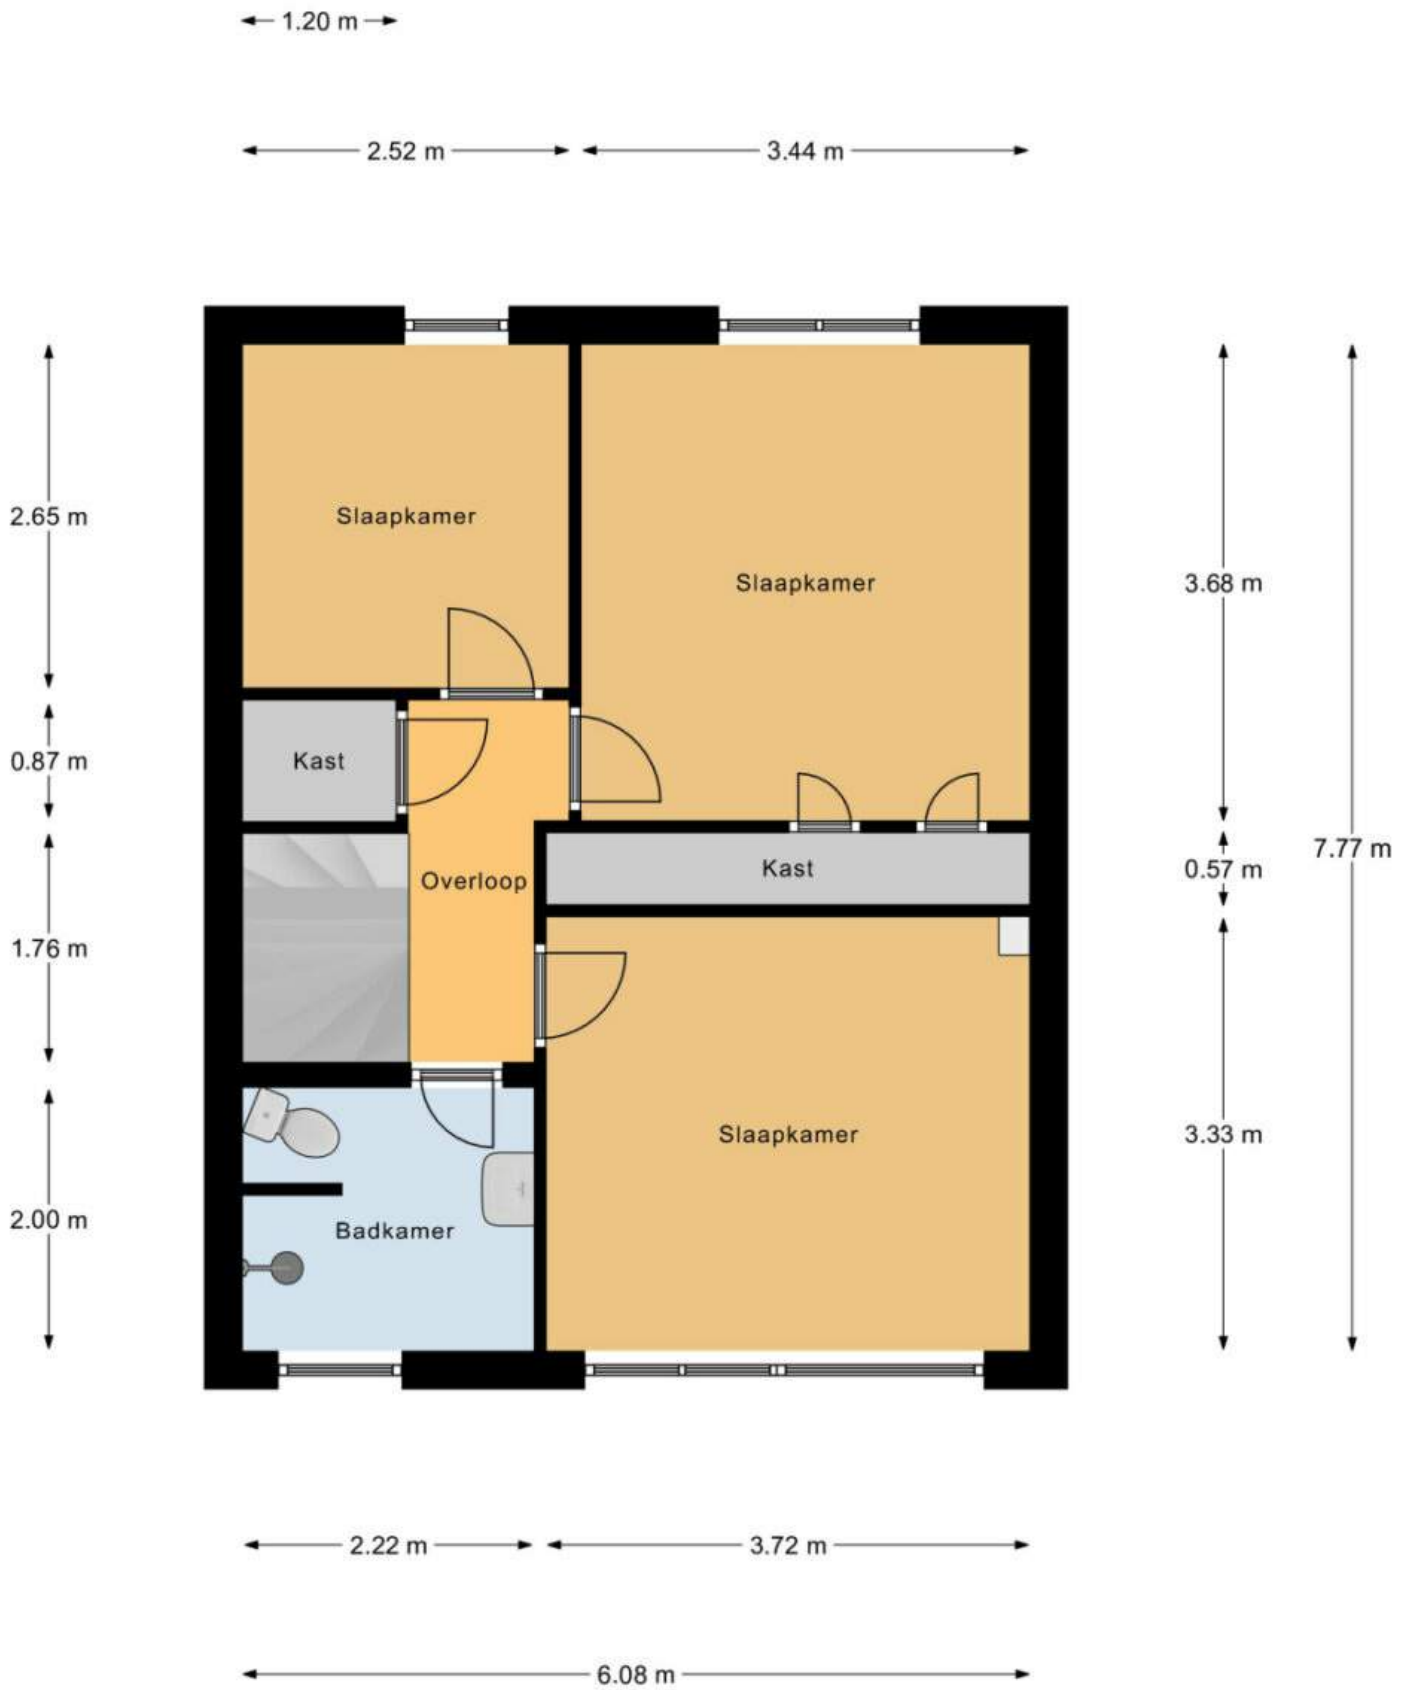 1.20 m
2.52 m
3.44 m
Slaapkamer
2.65 m
Slaapkamer
3.68 m
Kast
0.87 m
7.77 m
Kast
0.57 m
Overloop
1.76 m
Slaapkamer
3.33 m
Badkamer
2.00 m
2.22 m
3.72 m
6.08 m